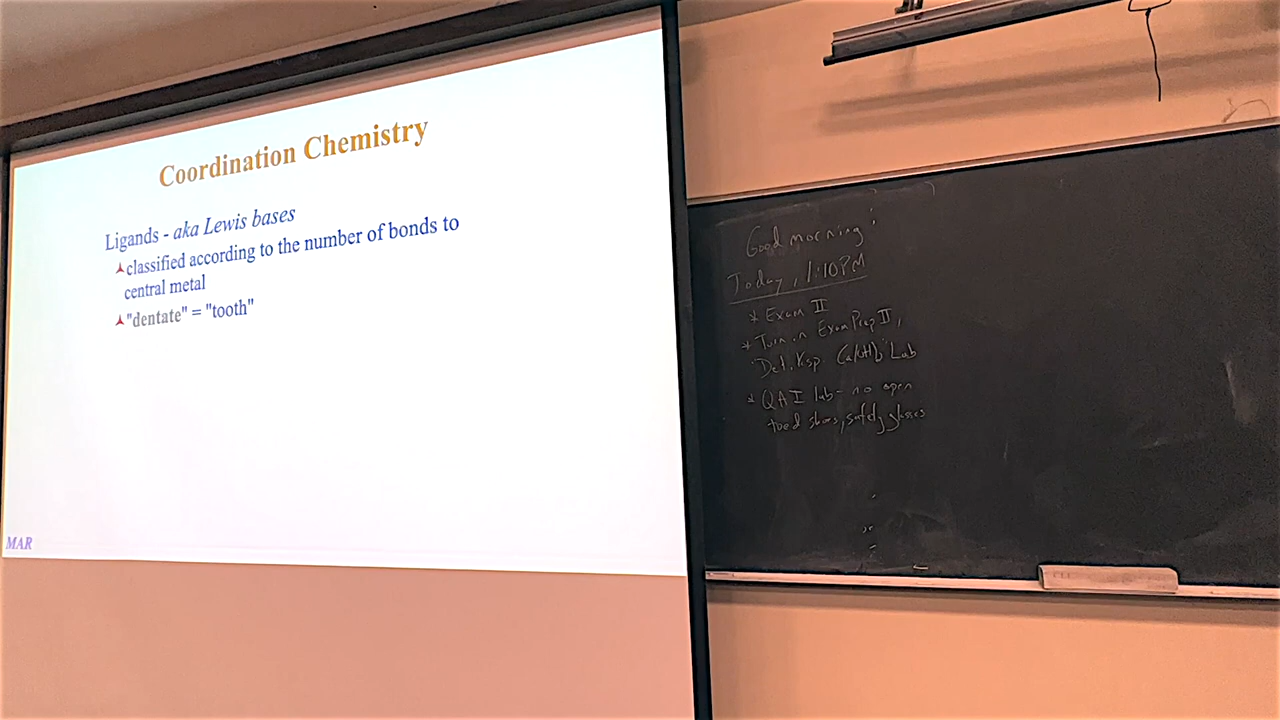 Coordination Chemistry
Ligands - aka Lewis bases
classified according to the number of bonds to
central metal
"dentate" = "tooth"
MAR
Good morning
Today, 1:10PM
* Exam II
* Turn in Exam Prep II,
"Det. Ksp Ca(OH)2" Lab
* QA I lab - no open
toed shoes, safety glasses